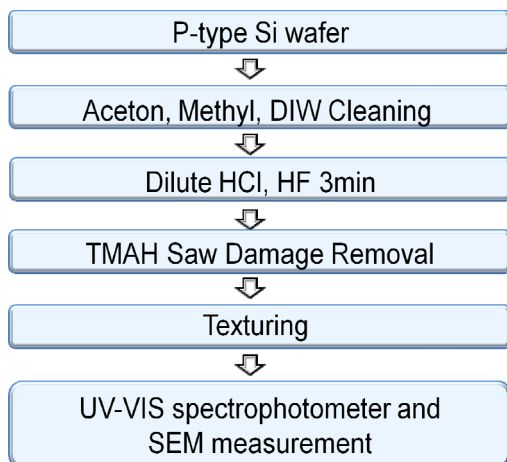 P-type Si wafer
Aceton, Methyl, DIW Cleaning
Dilute HCl, HF 3min
TMAH Saw Damage Removal
Texturing
UV-VIS spectrophotometer and
SEM measurement